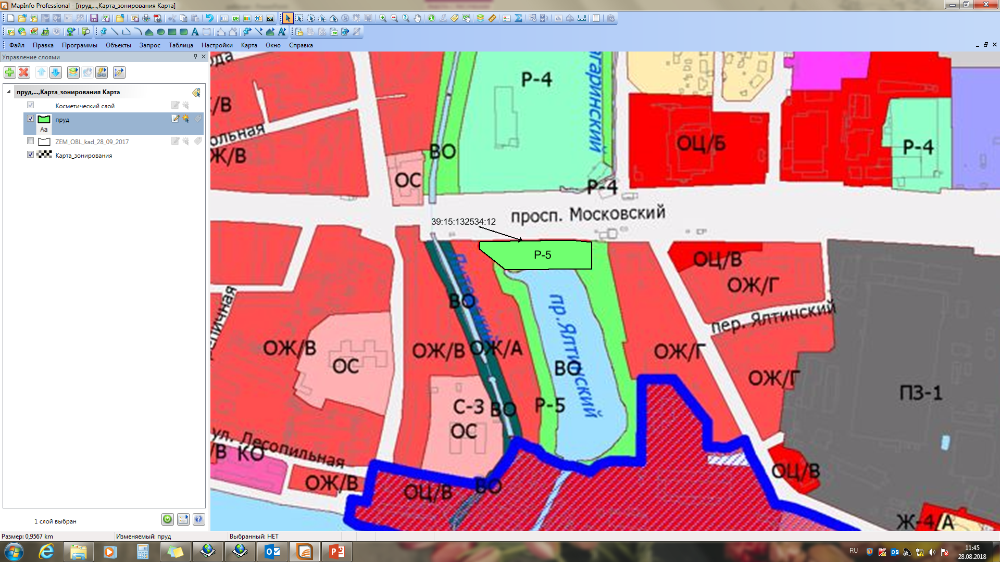 MapInfo Professional - [пруд,...,Карта_зонирования Карта]
Файл Правка Программы Объекты Запрос Таблица Настройки Карта Окно Справка
Управление слоями
пруд,...,Карта_зонирования Карта
Косметический слой
пруд
Aa
ZEM_OBL_kad_28_09_2017
Карта_зонирования
1 слой выбран
Р-4
гаринский
/В
ольная
Ж/В
ВО
ОС
ОЦ/Б
Р-4
Р-4
просп. Московский
39:15:132534:12
Р-5
ОЦ/В
ОЖ/Г
ВО
пер. Ялтинский
пр.Ялтинский
ОЖ/В
ОС
ОЖ/В
ОЖ/А
ОЖ/Г
ВО
ОЖ/Г
ПЗ-1
С-3
ВО
Р-5
ОС
ул. Лесопильная
/В
КО
ОЖ/В
ОЦ/В
ВО
ОЦ/В
Ж-4/А
Размер: 0,9567 km Изменяемый: пруд Выбранный: НЕТ
RU
11:45
28.08.2018